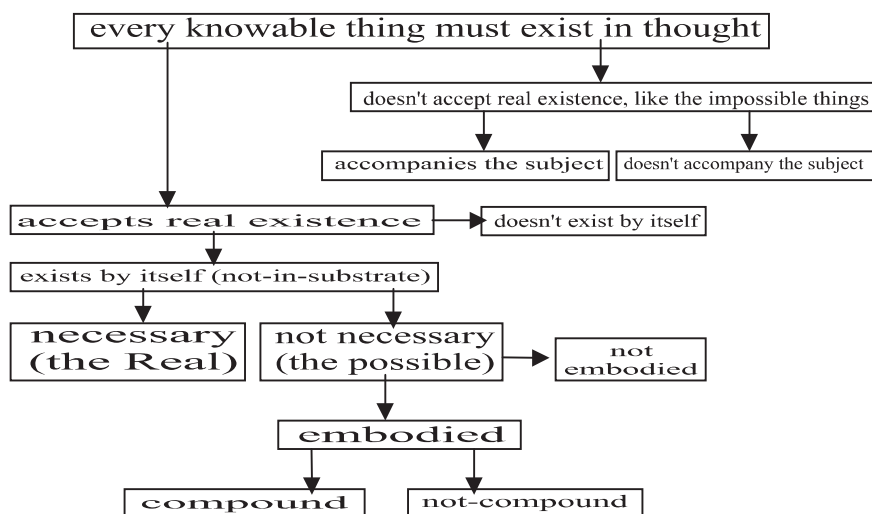 every knowable thing must exist in thought
doesn't accept real existence, like the impossible things
accompanies the subject
doesn't accompany the subject
accepts real existence
doesn't exist by itself
exists by itself (not-in-substrate)
necessary
(the Real)
not necessary
(the possible)
not
embodied
embodied
compound
not-compound